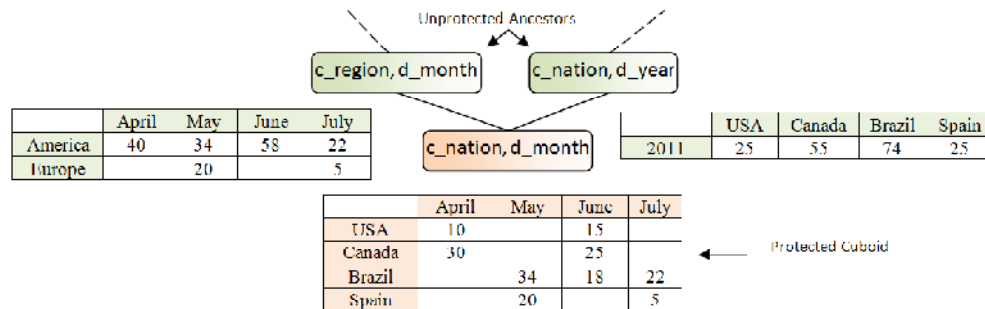 Unprotected Ancestors
c_region, d_month
c_nation, d_year
April May June July
America 40 34 58 22
Europe 20 5
c_nation, d_month
USA Canada Brazil Spain
2011 25 55 74 25
April May June July
USA 10 15
Canada 30 25
Brazil 34 18 22
Spain 20 5
Protected Cuboid